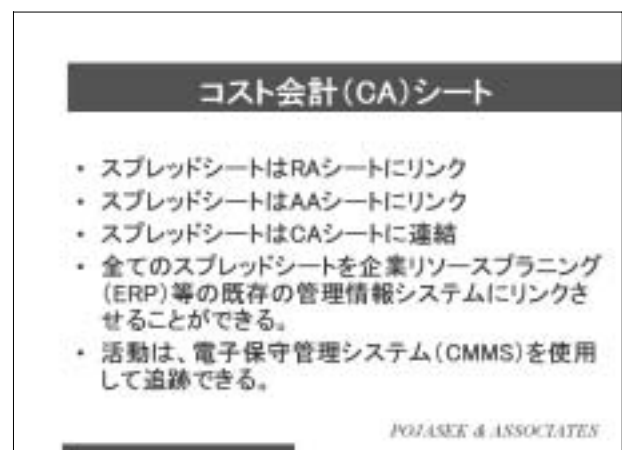 コスト会計(CA)シート
・ スプレッドシートはRAシートにリンク
・ スプレッドシートはAAシートにリンク
・ スプレッドシートはCAシートに連結
・ 全てのスプレッドシートを企業リソースプラニング
(ERP)等の既存の管理情報システムにリンクさ
せることができる。
・ 活動は、電子保守管理システム(CMMS)を使用
して追跡できる。
POJASEK & ASSOCIATES